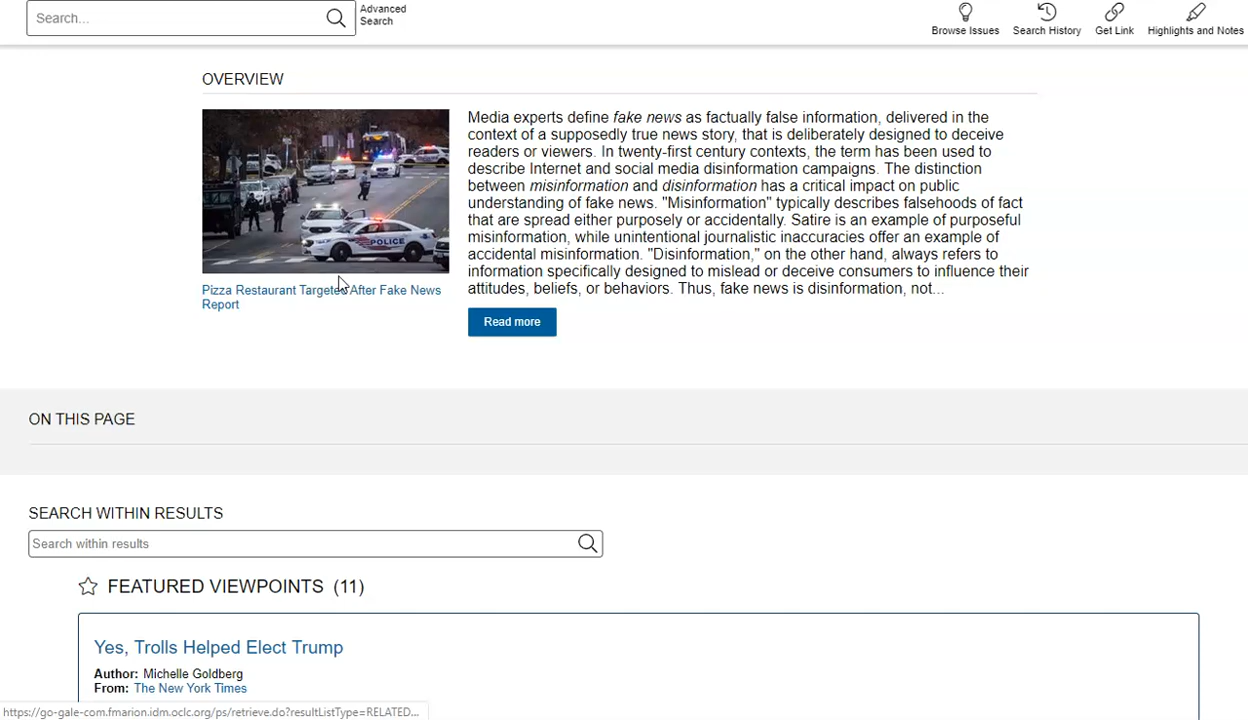 Search...
Advanced
Search
Browse Issues
Search History
Get Link
Highlights and Notes
OVERVIEW
POLICE
Pizza Restaurant Targeted After Fake News
Report
Media experts define fake news as factually false information, delivered in the
context of a supposedly true news story, that is deliberately designed to deceive
readers or viewers. In twenty-first century contexts, the term has been used to
describe Internet and social media disinformation campaigns. The distinction
between misinformation and disinformation has a critical impact on public
understanding of fake news. "Misinformation" typically describes falsehoods of fact
that are spread either purposely or accidentally. Satire is an example of purposeful
misinformation, while unintentional journalistic inaccuracies offer an example of
accidental misinformation. "Disinformation," on the other hand, always refers to
information specifically designed to mislead or deceive consumers to influence their
attitudes, beliefs, or behaviors. Thus, fake news is disinformation, not...
Read more
ON THIS PAGE
SEARCH WITHIN RESULTS
Search within results
FEATURED VIEWPOINTS (11)
Yes, Trolls Helped Elect Trump
Author: Michelle Goldberg
From: The New York Times
https://go-gale-com.fmarion.idm.oclc.org/ps/retrieve.do?resultListType=RELATED...